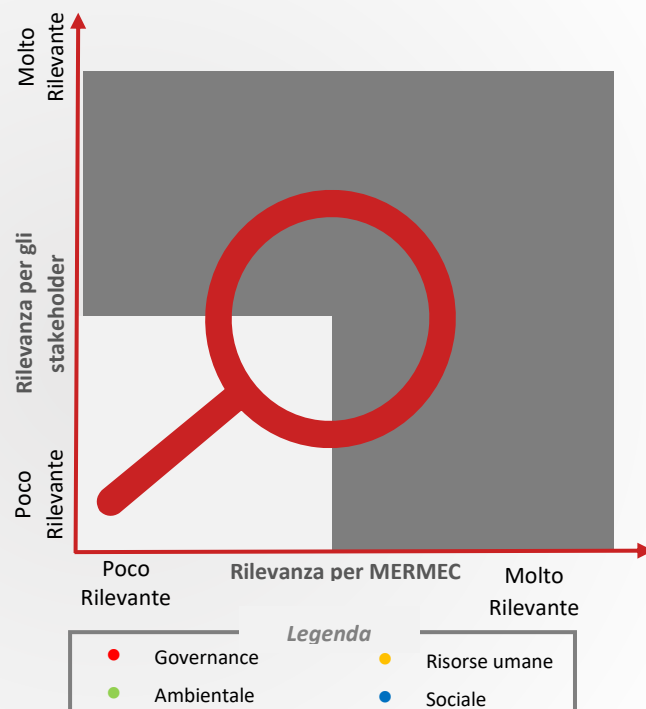 Molto
Rilevante
Rilevanza per gli
stakeholder
Poco
Rilevante
Poco
Rilevante
Rilevanza per MERMEC
Molto
Rilevante
Legenda
Governance
Risorse umane
Ambientale
Sociale